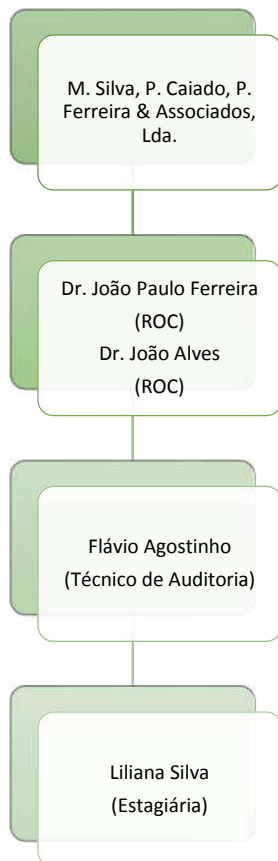 M. Silva, P. Caiado, P.
Ferreira & Associados,
Lda.
Dr. João Paulo Ferreira
(ROC)
Dr. João Alves
(ROC)
Flávio Agostinho
(Técnico de Auditoria)
Liliana Silva
(Estagiária)